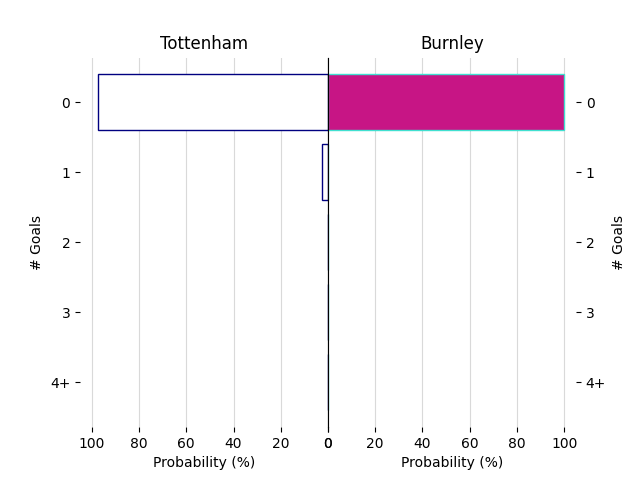 Tottenham Burnley
0 0
1 1
2 2
3 3
4+ 4+
# Goals # Goals
100 80 60 40 20 0 0 20 40 60 80 100
Probability (%) Probability (%)